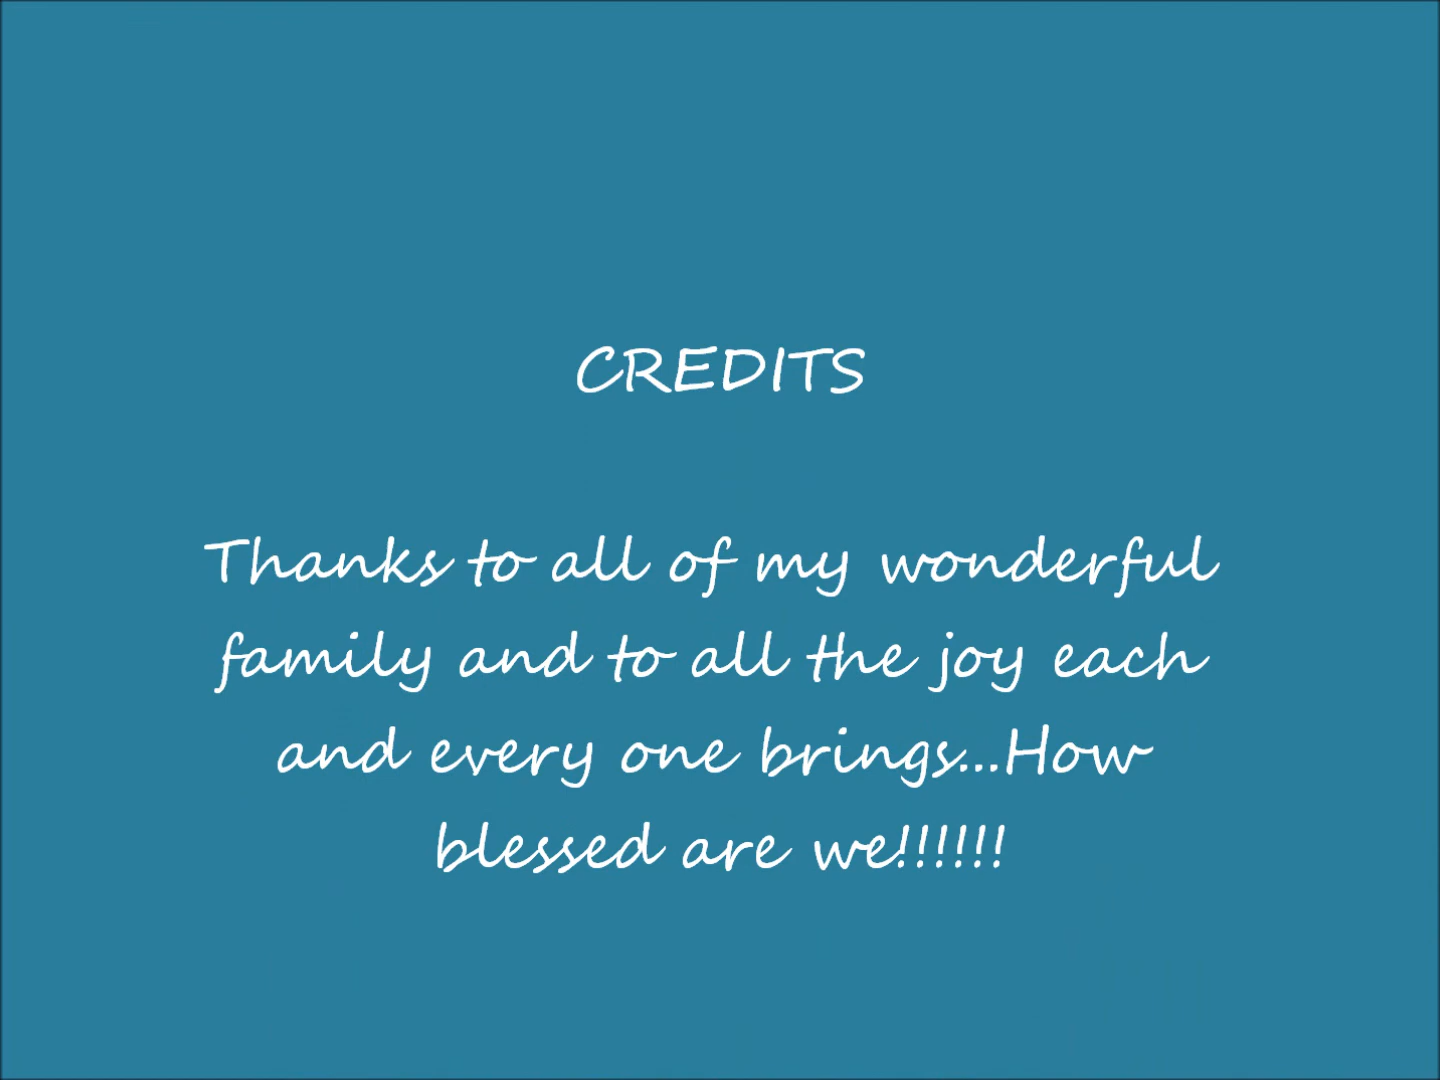 CREDITS
Thanks to all of my wonderful
family and to all the joy each
and every one brings...How
blessed are we!!!!!!